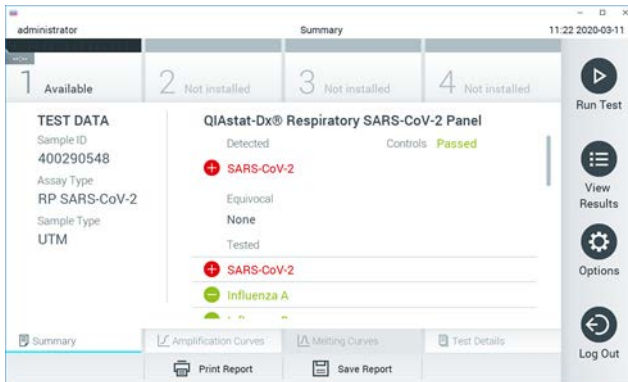 administrator Summary 11:22 2020-03-11
1 Available 2 Not installed 3 Not installed 4 Not installed
Run Test
TEST DATA
Sample ID
400290548
Assay Type
RP SARS-CoV-2
Sample Type
UTM
QIAstat-Dx® Respiratory SARS-CoV-2 Panel
Detected Controls Passed
SARS-CoV-2
Equivocal
None
Tested
SARS-CoV-2
Influenza A
View
Results
Options
Log Out
Summary Amplification Curves Melting Curves Test Details
Print Report Save Report